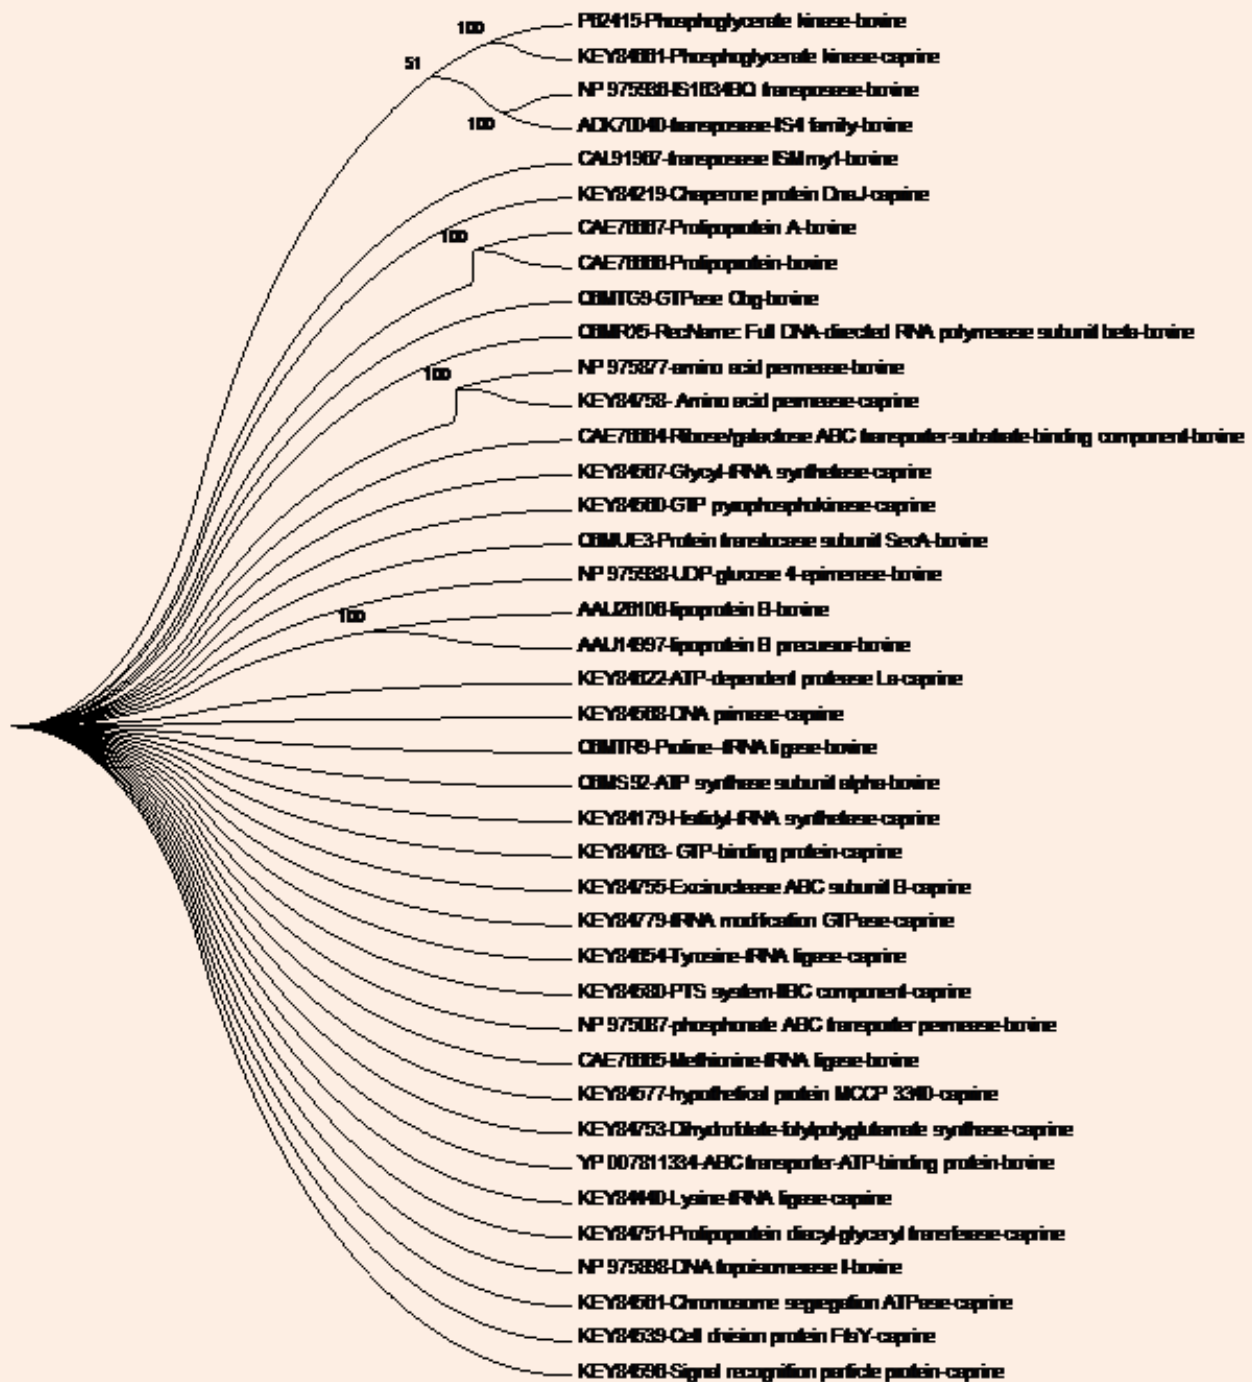 100
P62415-Phosphoglycerate kinase-bovine
KEY84661-Phosphoglycerate kinase-caprine
51
NP 975936-IS1634BQ transposase-bovine
100
ADK70040-transposase-IS4 family-bovine
CAL91967-transposase ISMmy1-bovine
KEY84219-Chaperone protein DnaJ-caprine
CAE76667-Prolipoprotein A-bovine
100
CAE76666-Prolipoprotein-bovine
Q6MTG9-GTPase Obg-bovine
Q6MRX5-RecName: Full DNA-directed RNA polymerase subunit beta-bovine
NP 975877-amino acid permease-bovine
100
KEY84758- Amino acid permease-caprine
CAE76664-Ribose/galactose ABC transporter-substrate-binding component-bovine
KEY84567-Glycyl-tRNA synthetase-caprine
KEY84560-GTP pyrophosphokinase-caprine
Q6MUE3-Protein translocase subunit SecA-bovine
NP 975938-UDP-glucose 4-epimerase-bovine
AAU26106-lipoprotein B-bovine
100
AAU14997-lipoprotein B precursor-bovine
KEY84622-ATP-dependent protease La-caprine
KEY84568-DNA primase-caprine
Q6MTR9-Proline--tRNA ligase-bovine
Q6MS92-ATP synthase subunit alpha-bovine
KEY84179-Histidyl-tRNA synthetase-caprine
KEY84763- GTP-binding protein-caprine
KEY84755-Excinuclease ABC subunit B-caprine
KEY84779-tRNA modification GTPase-caprine
KEY84654-Tyrosine-tRNA ligase-caprine
KEY84580-PTS system-IIBC component-caprine
NP 975087-phosphonate ABC transporter permease-bovine
CAE76665-Methionine-tRNA ligase-bovine
KEY84577-hypothetical protein MCCP 3340-caprine
KEY84753-Dihydrofolate-folylpolyglutamate synthase-caprine
YP 007811334-ABC transporter-ATP-binding protein-bovine
KEY84440-Lysine-tRNA ligase-caprine
KEY84751-Prolipoprotein diacyl-glyceryl transferase-caprine
NP 975898-DNA topoisomerase I-bovine
KEY84561-Chromosome segregation ATPase-caprine
KEY84539-Cell division protein FtsY-caprine
KEY84596-Signal recognition particle protein-caprine